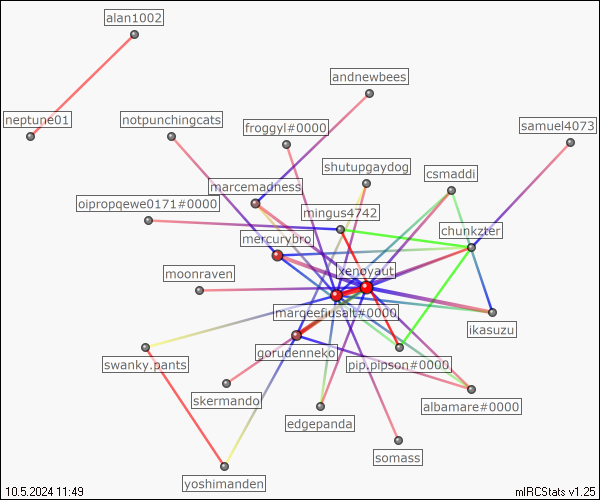 alan1002
andnewbees
neptune01
notpunchingcats
froggyl#0000
samuel4073
shutupgaydog
csmaddi
marcemadness
oipropqewe0171#0000
mingus4742
chunkzter
mercurybro
xenoyaut
moonraven
marqeefiusalt#0000
ikasuzu
gorudenneko
swanky.pants
pip.pipson#0000
skermando
albamare#0000
edgepanda
somass
yoshimanden
10.5.2024 11:49
mIRCStats v1.25